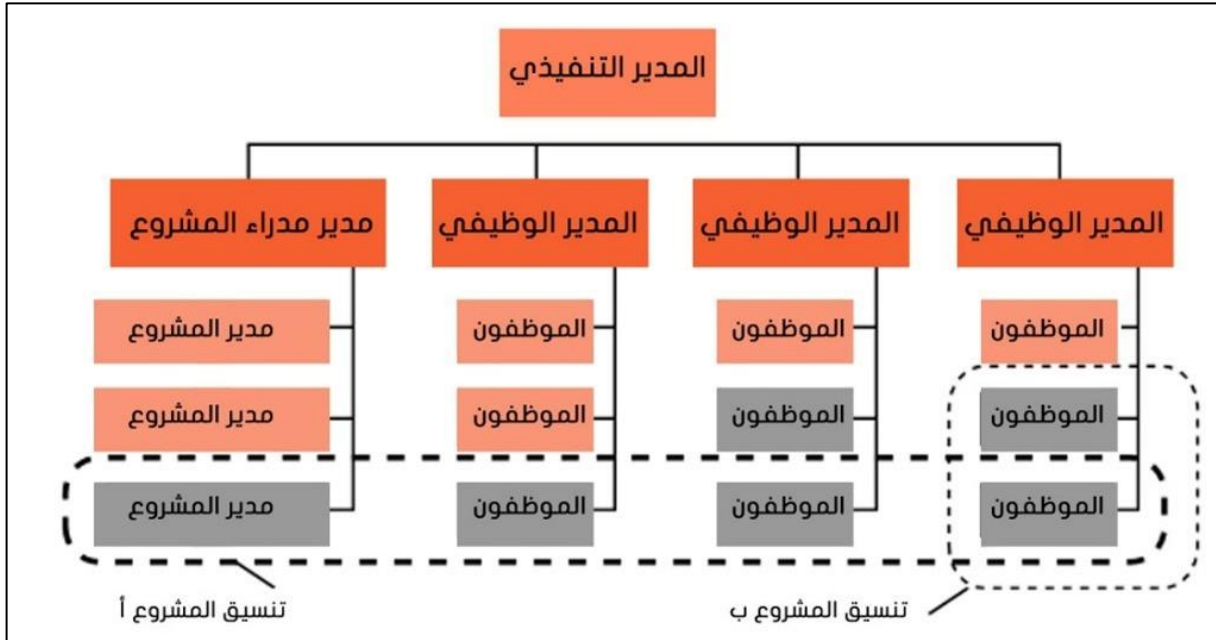 المدير التنفيذي
المدير الوظيفي
المدير الوظيفي
المدير الوظيفي
مدير مدراء المشروع
الموظفون
الموظفون
الموظفون
مدير المشروع
الموظفون
الموظفون
الموظفون
مدير المشروع
الموظفون
الموظفون
الموظفون
مدير المشروع
تنسيق المشروع ب
تنسيق المشروع أ